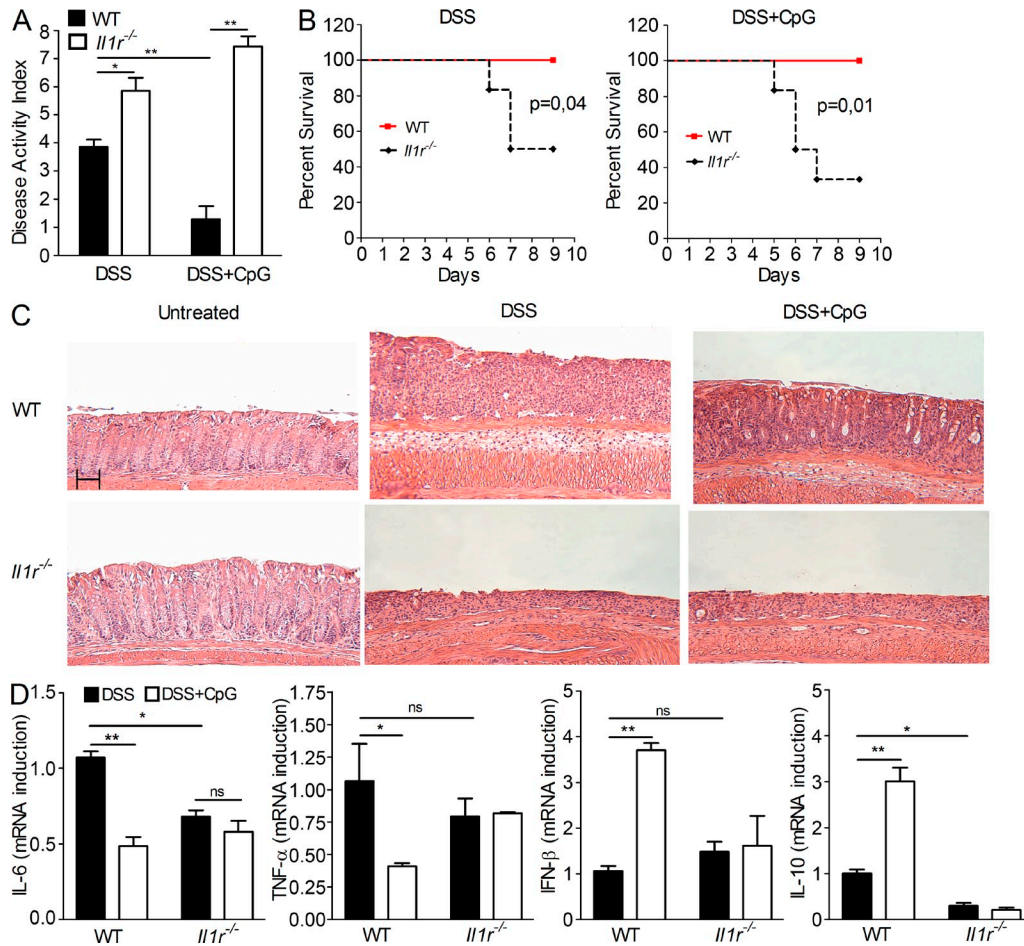 A
WT
Il1r-/-
**
**
*
Disease Activity Index
8
7
6
5
4
3
2
1
0
DSS
DSS+CpG
B
DSS
Percent Survival
120
100
80
60
40
20
0
p=0,04
WT
Il1r-/-
0 1 2 3 4 5 6 7 8 9 10
Days
DSS+CpG
Percent Survival
120
100
80
60
40
20
0
p=0,01
WT
Il1r-/-
0 1 2 3 4 5 6 7 8 9 10
Days
C
Untreated
DSS
DSS+CpG
WT
Il1r-/-
D
DSS
DSS+CpG
IL-6 (mRNA induction)
1.5
1.0
0.5
0.0
*
**
ns
WT
Il1r-/-
TNF-α (mRNA induction)
1.75
1.50
1.25
1.00
0.75
0.50
0.25
0.00
ns
*
WT
Il1r-/-
IFN-β (mRNA induction)
5
4
3
2
1
0
ns
**
WT
Il1r-/-
IL-10 (mRNA induction)
5
4
3
2
1
0
*
**
WT
Il1r-/-